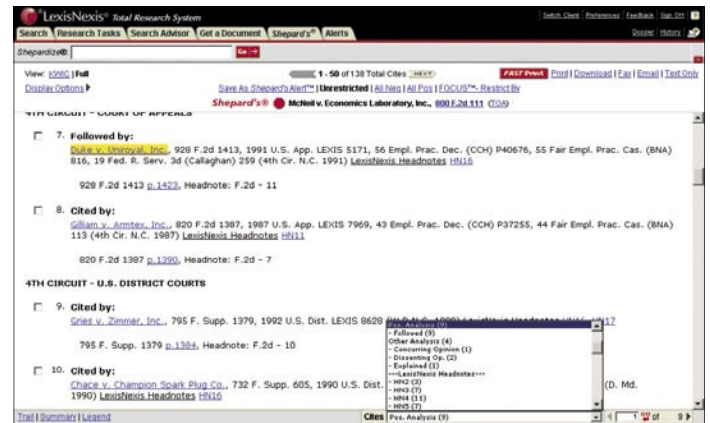 LexisNexis® Total Research System
Switch Client | Preferences | Feedback | Sign Off
Search Research Tasks Search Advisor Get a Document Shepard's® Alerts
Dossier | History |
Shepardize®: Go
View: KWIC | Full
1 - 50 of 138 Total Cites NEXT
FAST Print Print | Download | Fax | Email | Text Only
Display Options
Save As Shepard's Alert™ | Unrestricted | All Neg | All Pos | FOCUS™- Restrict By
Shepard's® McNeil v. Economics Laboratory, Inc., 800 F.2d 111 (TOA)
4TH CIRCUIT - COURT OF APPEALS
7. Followed by:
Duke v. Uniroyal, Inc., 928 F.2d 1413, 1991 U.S. App. LEXIS 5171, 56 Empl. Prac. Dec. (CCH) P40676, 55 Fair Empl. Prac. Cas. (BNA)
816, 19 Fed. R. Serv. 3d (Callaghan) 259 (4th Cir. N.C. 1991) LexisNexis Headnotes HN16
928 F.2d 1413 p.1423, Headnote: F.2d - 11
8. Cited by:
Gilliam v. Armtex, Inc., 820 F.2d 1387, 1987 U.S. App. LEXIS 7969, 43 Empl. Prac. Dec. (CCH) P37255, 44 Fair Empl. Prac. Cas. (BNA)
113 (4th Cir. N.C. 1987) LexisNexis Headnotes HN11
820 F.2d 1387 p.1390, Headnote: F.2d - 7
4TH CIRCUIT - U.S. DISTRICT COURTS
9. Cited by:
Gries v. Zimmer, Inc., 795 F. Supp. 1379, 1992 U.S. Dist. LEXIS 8628 HN17
795 F. Supp. 1379 p.1384, Headnote: F.2d - 10
10. Cited by:
Chace v. Champion Spark Plug Co., 732 F. Supp. 605, 1990 U.S. Dist. (D. Md.
1990) LexisNexis Headnotes HN16
Pos. Analysis (9)
- Followed (9)
Other Analysis (4)
- Concurring Opinion (1)
- Dissenting Op. (2)
- Explained (1)
---LexisNexis Headnotes---
- HN2 (3)
- HN3 (7)
- HN4 (11)
- HN5 (7)
Trail | Summary | Legend
Cites Pos. Analysis (9) 1 of 9